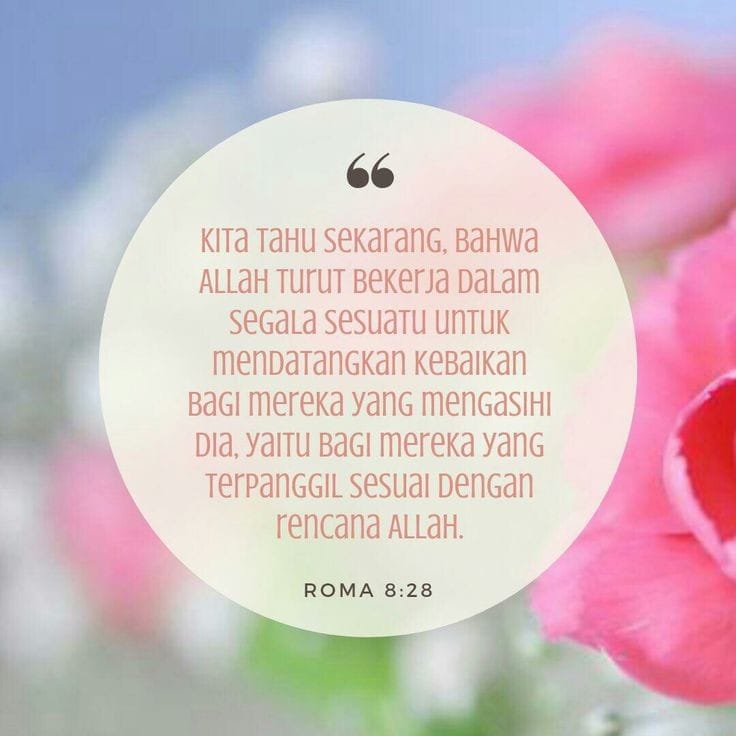 Kita tahu sekarang, bahwa
Allah turut bekerja dalam
segala sesuatu untuk
mendatangkan kebaikan
bagi mereka yang mengasihi
Dia, yaitu bagi mereka yang
terpanggil sesuai dengan
rencana Allah.
ROMA 8:28